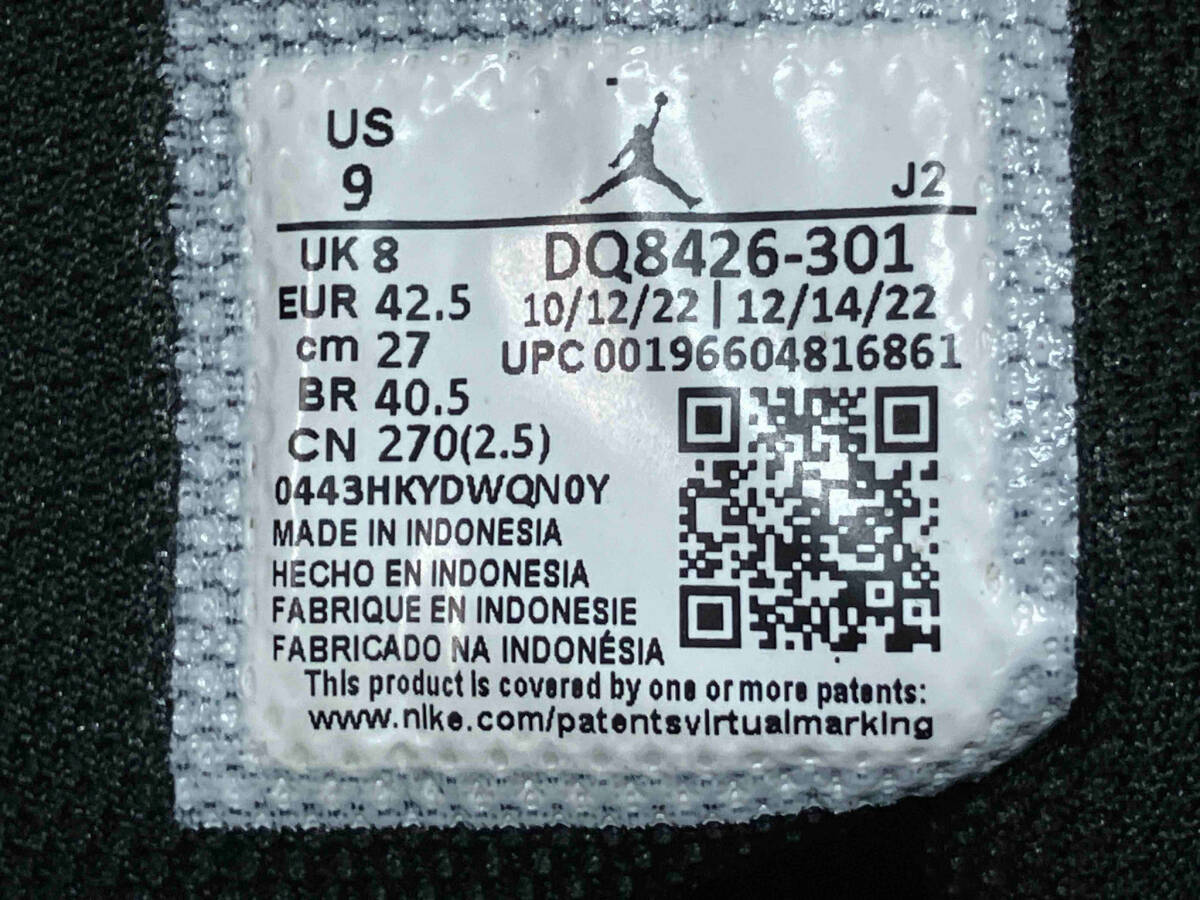 US
9
J2
UK 8
EUR 42.5
cm 27
BR 40.5
CN 270(2.5)
DQ8426-301
10/12/22 | 12/14/22
UPC 00196604816861
0443HKYDWQN0Y
MADE IN INDONESIA
HECHO EN INDONESIA
FABRIQUE EN INDONESIE
FABRICADO NA INDONÉSIA
This product is covered by one or more patents:
www.nike.com/patentsvirtualmarking